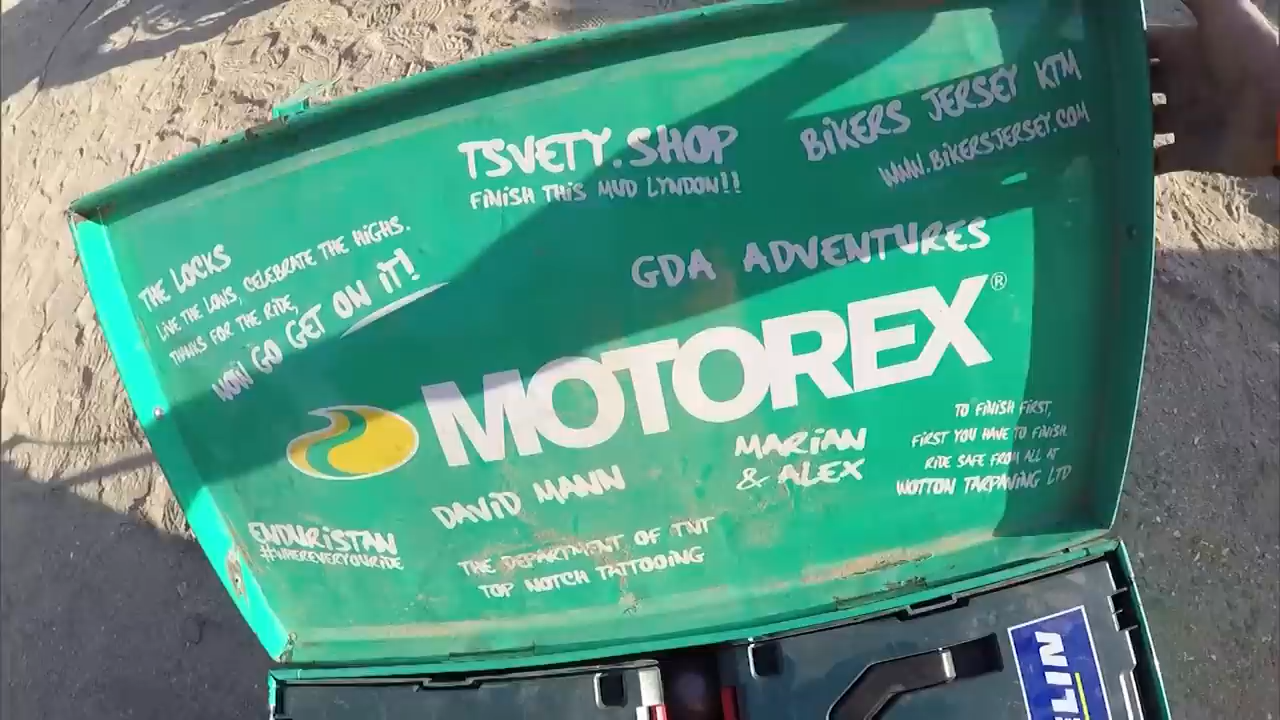 TSVETY.SHOP
FINISH THIS MUD LYNDON!!
BIKERS JERSEY KTM
WWW.BIKERSJERSEY.COM
THE LOCKS
LIVE THE LOWS, CELEBRATE THE HIGHS.
THANKS FOR THE RIDE,
NOW GO GET ON IT!
GDA ADVENTURES
MOTOREX®
TO FINISH FIRST,
FIRST YOU HAVE TO FINISH.
RIDE SAFE FROM ALL AT
WOTTON TARPAVING LTD
MARIAN
& ALEX
DAVID MANN
ENDURISTAN
#WHEREVERYOURIDE
THE DEPARTMENT OF TNT
TOP NOTCH TATTOOING